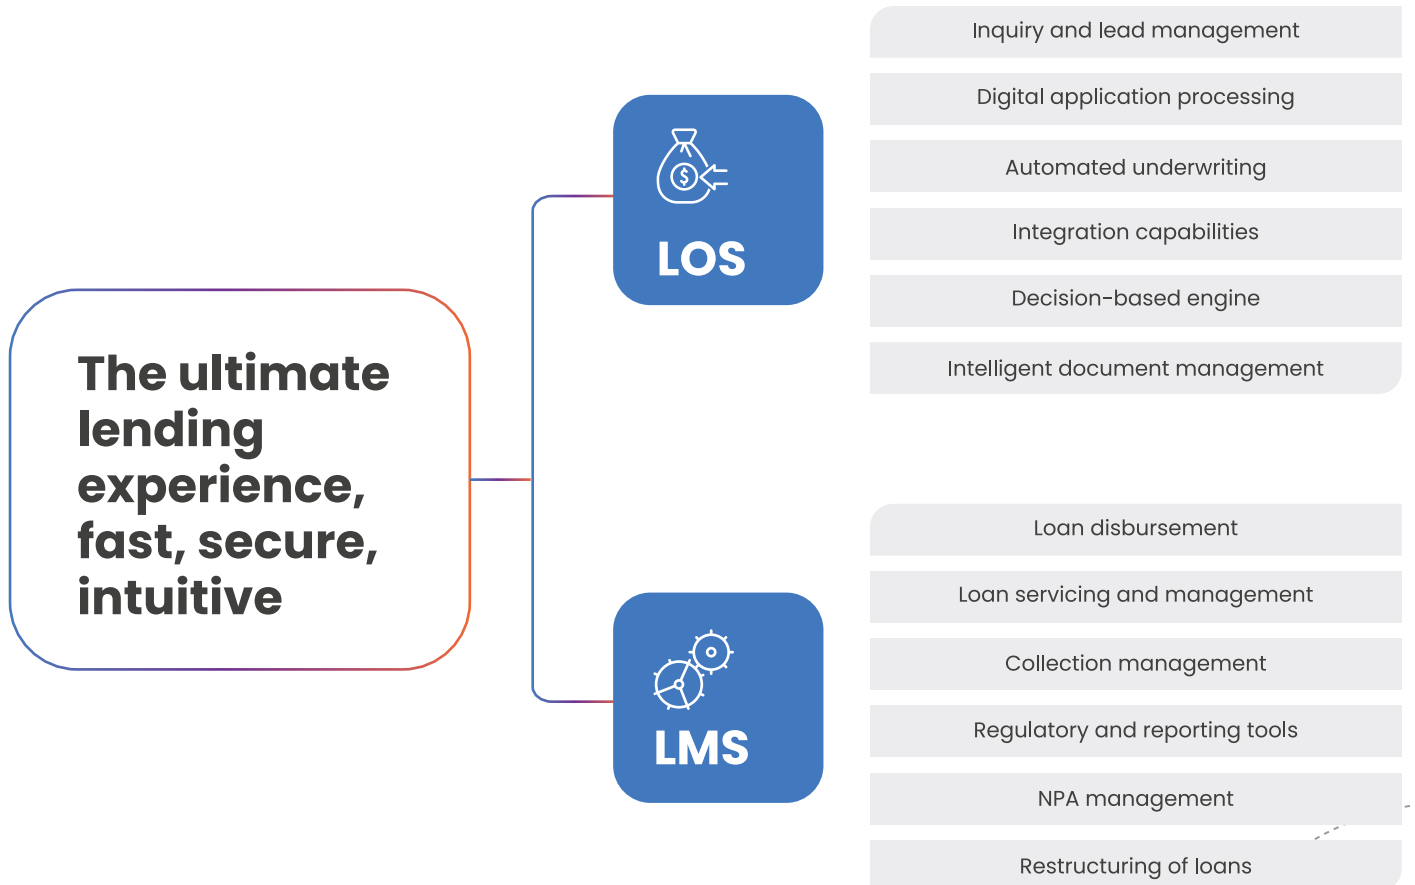 The ultimate
lending
experience,
fast, secure,
intuitive
$
LOS
Inquiry and lead management
Digital application processing
Automated underwriting
Integration capabilities
Decision-based engine
Intelligent document management
LMS
Loan disbursement
Loan servicing and management
Collection management
Regulatory and reporting tools
NPA management
Restructuring of loans